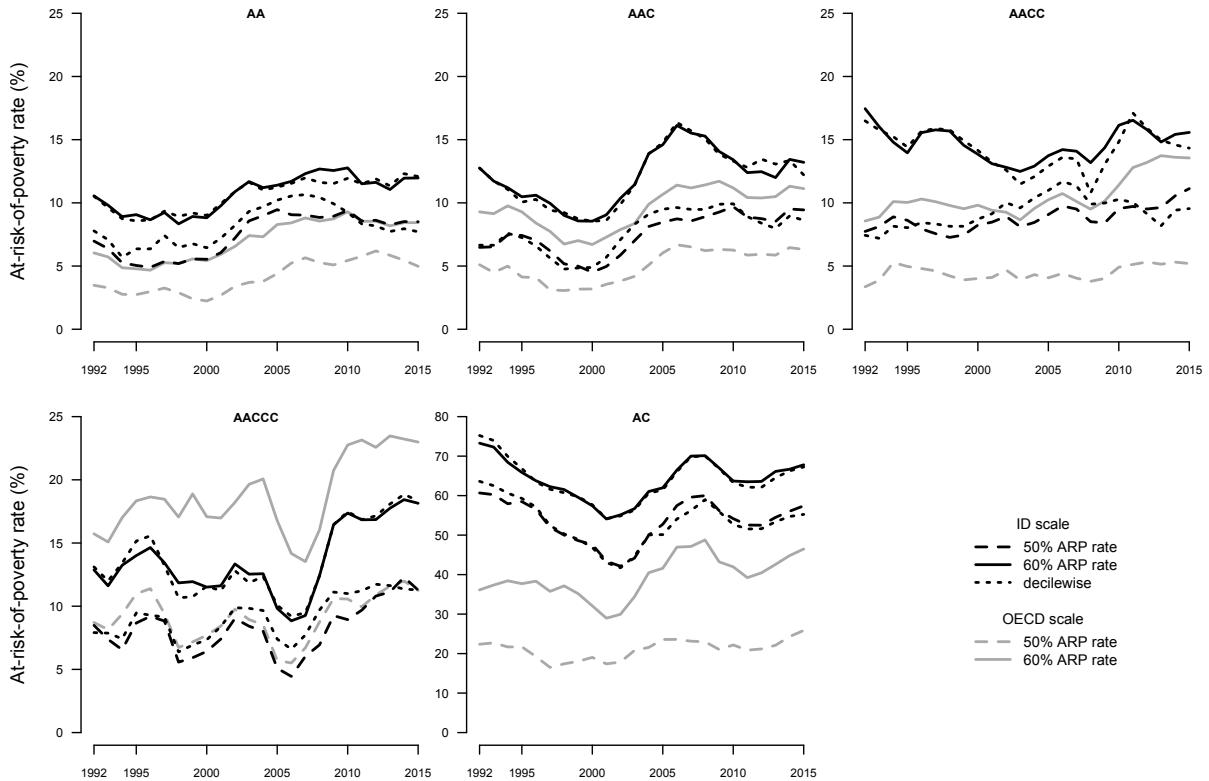 AA
At-risk-of-poverty rate (%)
25
20
15
10
5
0
1992 1995 2000 2005 2010 2015
AAC
25
20
15
10
5
0
1992 1995 2000 2005 2010 2015
AACC
25
20
15
10
5
0
1992 1995 2000 2005 2010 2015
AACCC
At-risk-of-poverty rate (%)
25
20
15
10
5
0
1992 1995 2000 2005 2010 2015
AC
80
70
60
50
40
30
20
10
0
1992 1995 2000 2005 2010 2015
ID scale
50% ARP rate
60% ARP rate
decilewise
OECD scale
50% ARP rate
60% ARP rate